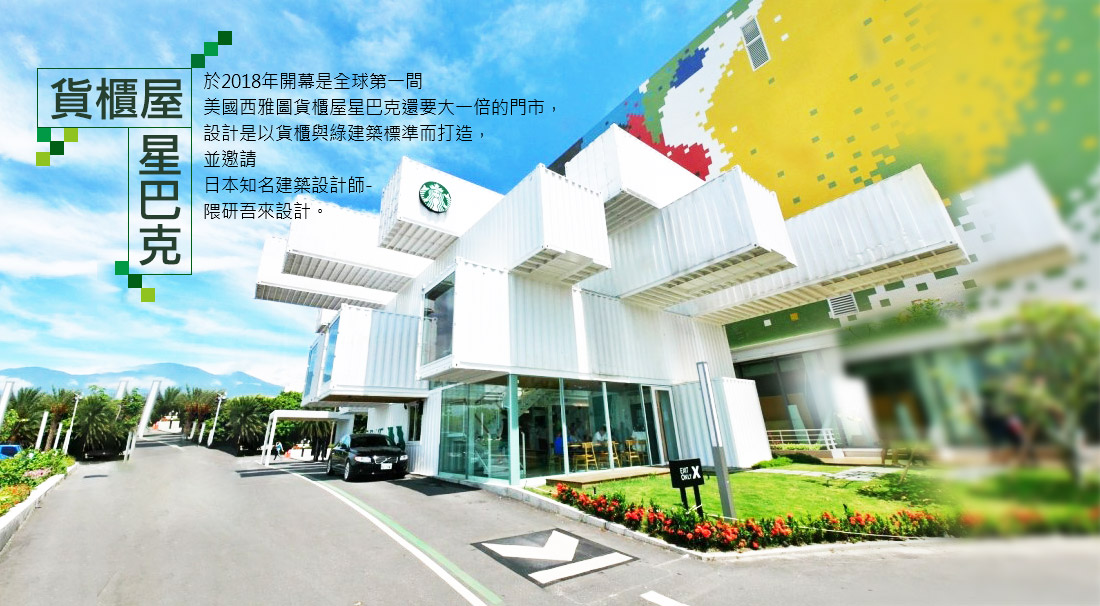 貨櫃屋
星巴克
於2018年開幕是全球第一間
美國西雅圖貨櫃屋星巴克還要大一倍的門市，
設計是以貨櫃與綠建築標準而打造，
並邀請
日本知名建築設計師-
隈研吾來設計。
EXIT
ONLY X